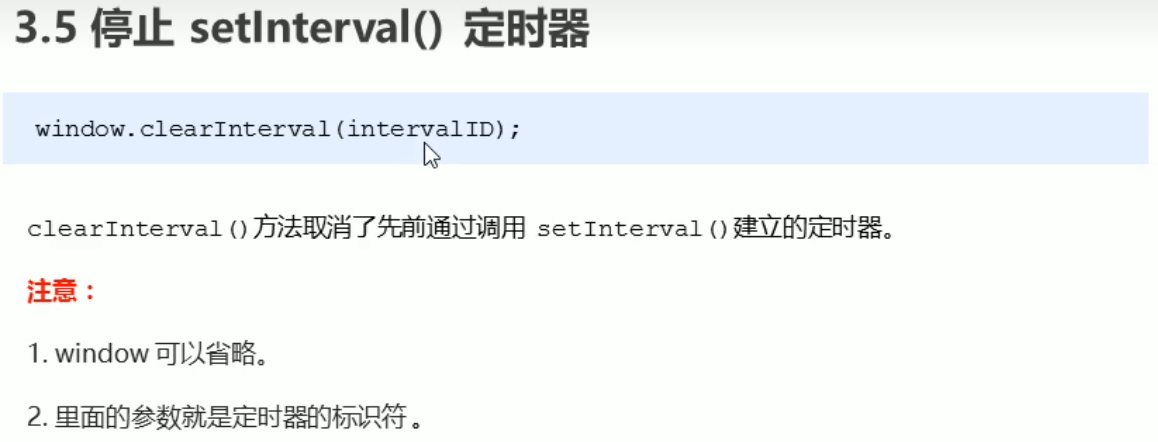 3.5 停止 setInterval() 定时器
window.clearInterval(intervalID);
clearInterval()方法取消了先前通过调用 setInterval()建立的定时器。
注意：
1. window 可以省略。
2. 里面的参数就是定时器的标识符 。